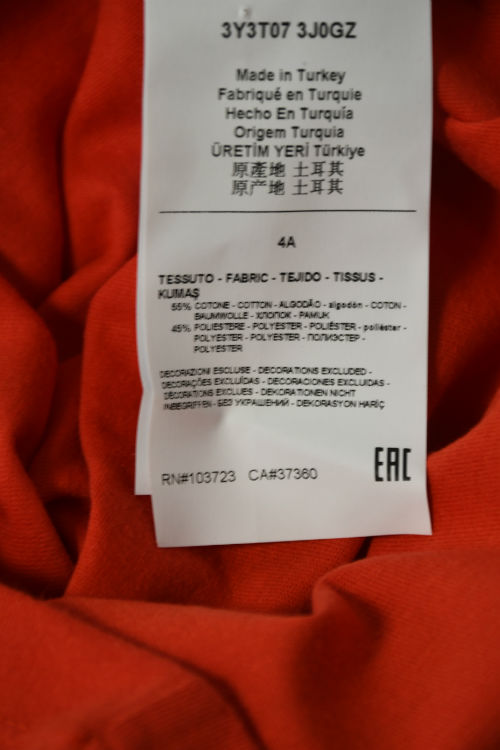 3Y3T07 3J0GZ
Made in Turkey
Fabriqué en Turquie
Hecho En Turquía
Origem Turquia
ÜRETİM YERİ Türkiye
原產地 土耳其
原产地 土耳其
4A
TESSUTO - FABRIC - TEJIDO - TISSUS -
KUMAŞ
55% COTONE - COTTON - ALGODÃO - algodón - COTON -
BAUMWOLLE - ХЛОПОК - PAMUK
45% POLIESTERE - POLYESTER - POLIÉSTER - poliéster -
POLYESTER - POLYESTER - ПОЛИЭСТЕР -
POLYESTER
DECORAZIONI ESCLUSE - DECORATIONS EXCLUDED -
DECORAÇÕES EXCLUÍDAS - DECORACIONES EXCLUIDAS -
DÉCORATIONS EXCLUES - DEKORATIONEN NICHT
INBEGRIFFEN - БЕЗ УКРАШЕНИЙ - DEKORASYON HARİÇ
RN#103723 CA#37360
EAC